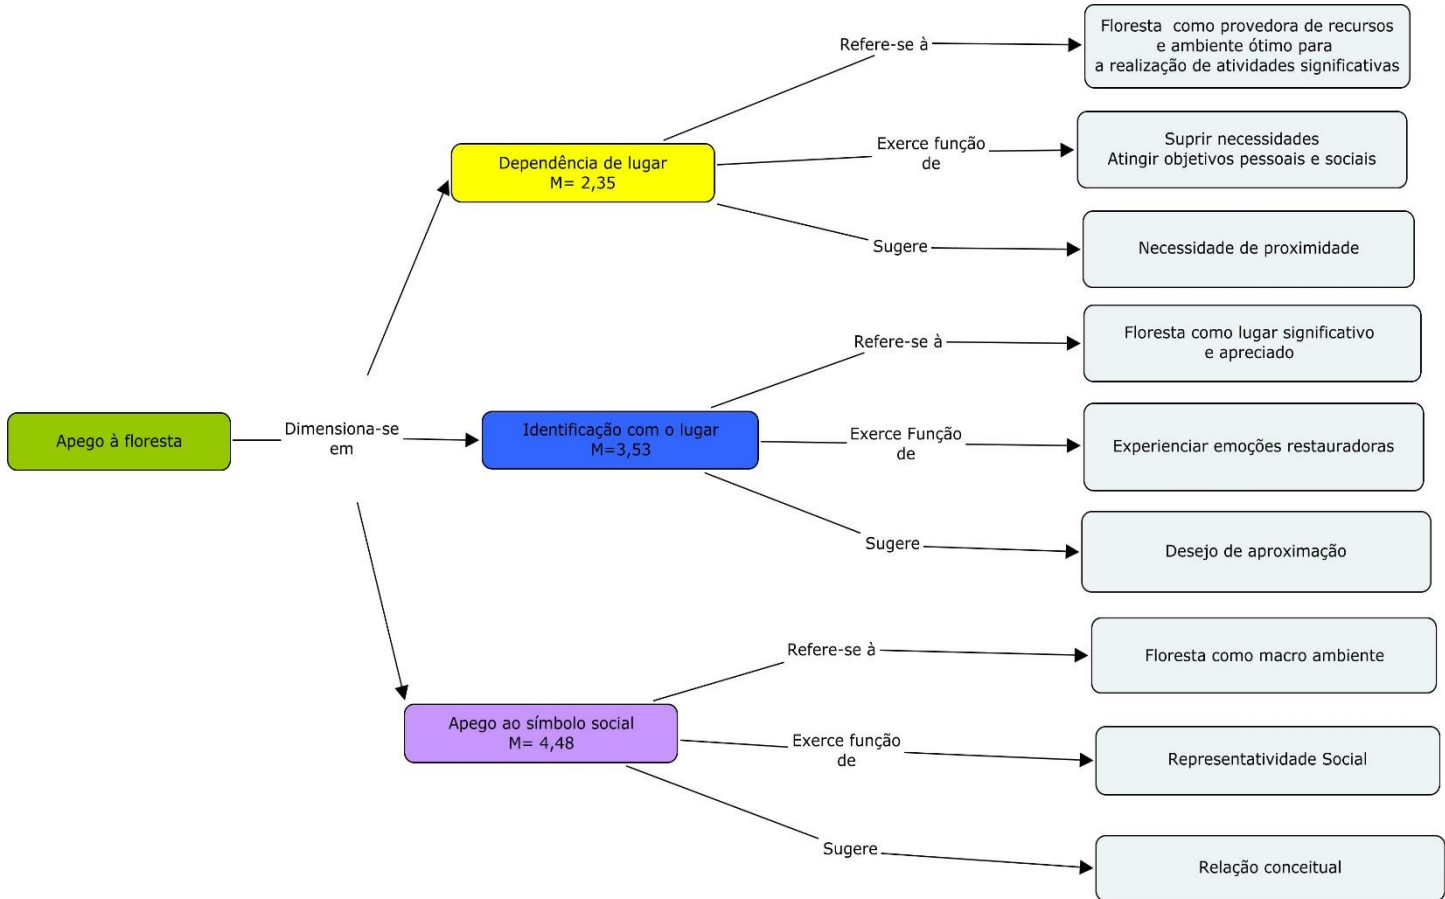 Apego à floresta
Dimensiona-se
em
Dependência de lugar
M= 2,35
Refere-se à
Floresta como provedora de recursos
e ambiente ótimo para
a realização de atividades significativas
Exerce função
de
Suprir necessidades
Atingir objetivos pessoais e sociais
Sugere
Necessidade de proximidade
Identificação com o lugar
M=3,53
Refere-se à
Floresta como lugar significativo
e apreciado
Exerce Função
de
Experienciar emoções restauradoras
Sugere
Desejo de aproximação
Apego ao símbolo social
M= 4,48
Refere-se à
Floresta como macro ambiente
Exerce função
de
Representatividade Social
Sugere
Relação conceitual